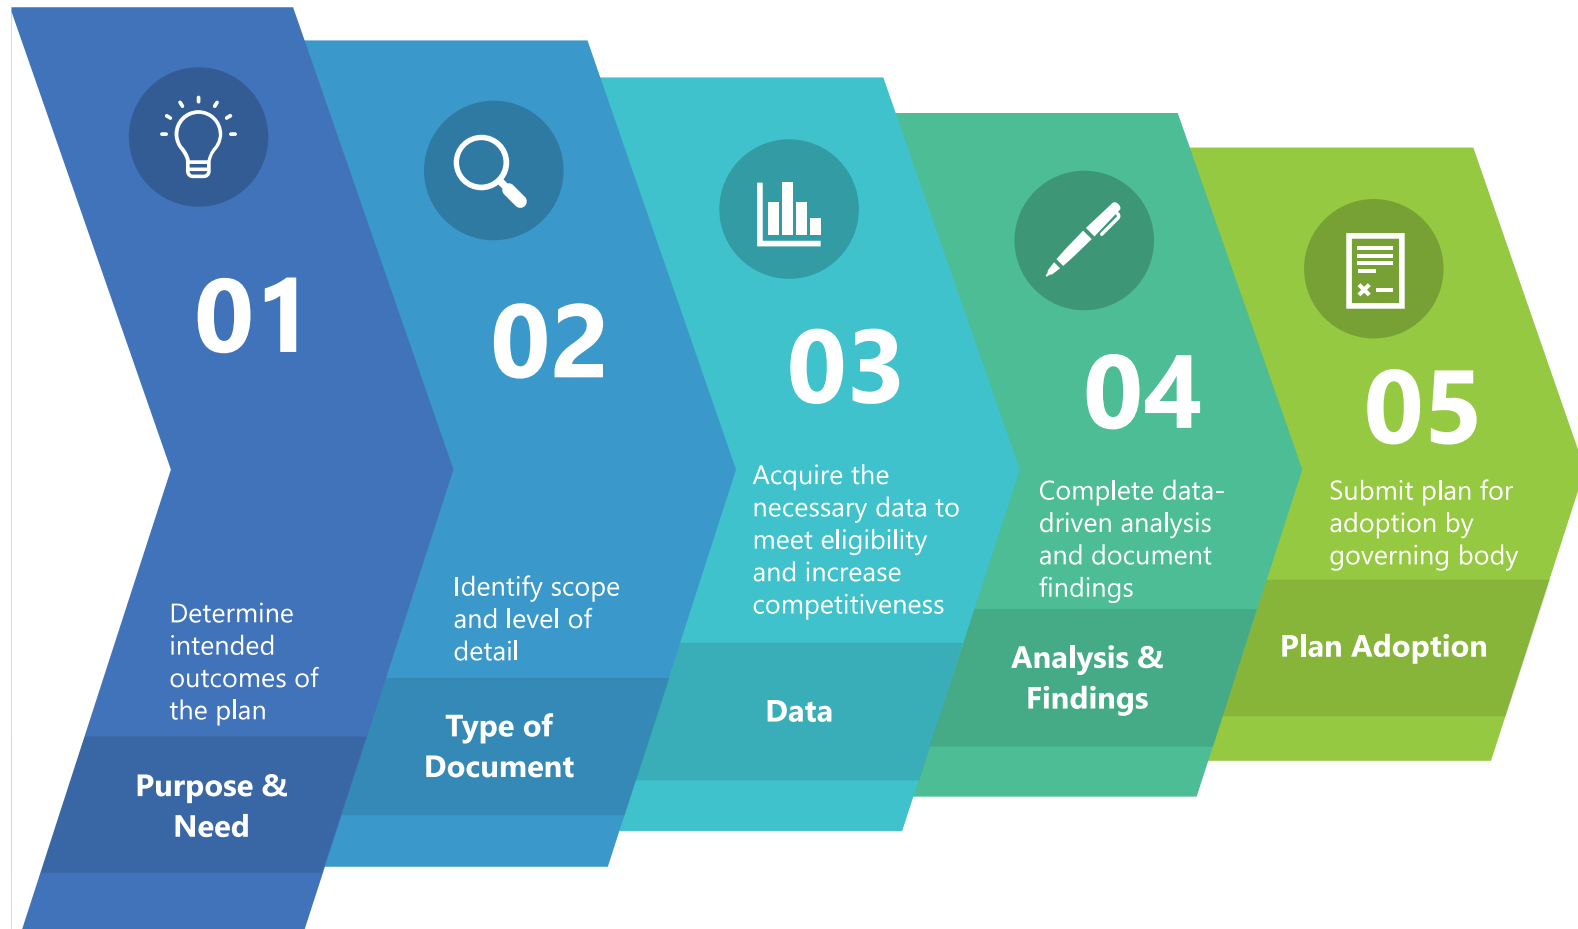 01
Determine
intended
outcomes of
the plan
Purpose &
Need
02
Identify scope
and level of
detail
Type of
Document
03
Acquire the
necessary data to
meet eligibility
and increase
competitiveness
Data
04
Complete data-
driven analysis
and document
findings
Analysis &
Findings
05
Submit plan for
adoption by
governing body
Plan Adoption